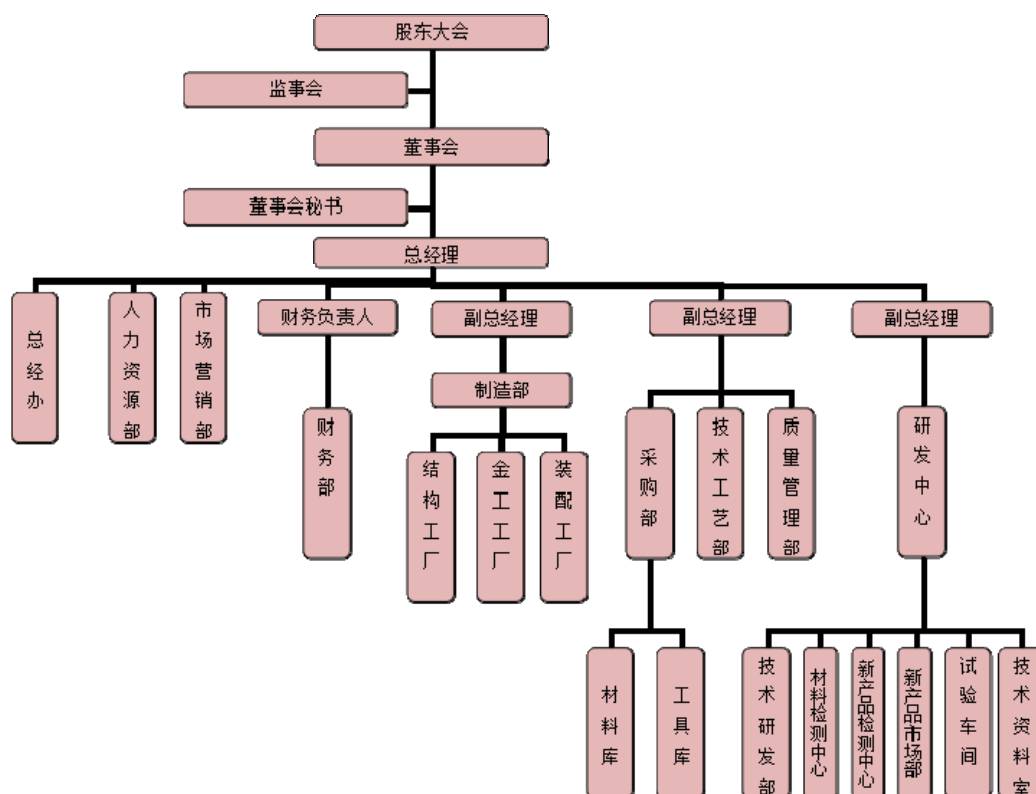 股东大会
监事会
董事会
董事会秘书
总经理
总经办
人力资源部
市场营销部
财务负责人
副总经理
副总经理
副总经理
制造部
财务部
采购部
技术工艺部
质量管理部
研发中心
结构工厂
金工工厂
装配工厂
材料库
工具库
技术研发部
材料检测中心
新产品检测中心
新产品市场部
试验车间
技术资料室